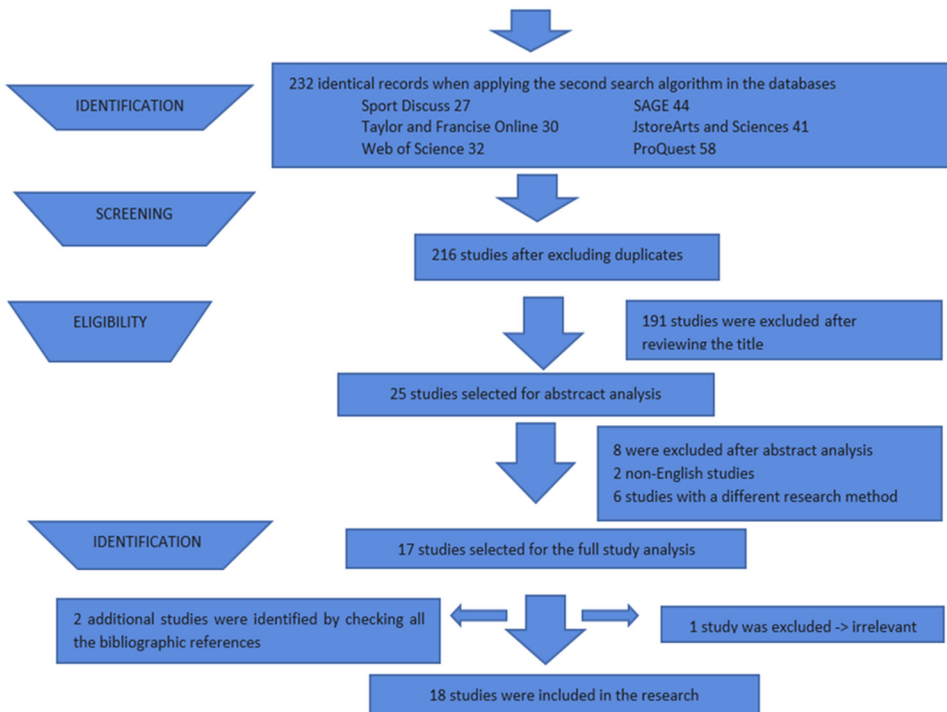 IDENTIFICATION
232 identical records when applying the second search algorithm in the databases
Sport Discuss 27 SAGE 44
Taylor and Francise Online 30 JstoreArts and Sciences 41
Web of Science 32 ProQuest 58
SCREENING
216 studies after excluding duplicates
ELIGIBILITY
191 studies were excluded after
reviewing the title
25 studies selected for abstrcact analysis
8 were excluded after abstract analysis
2 non-English studies
6 studies with a different research method
IDENTIFICATION
17 studies selected for the full study analysis
2 additional studies were identified by checking all
the bibliographic references
1 study was excluded -> irrelevant
18 studies were included in the research